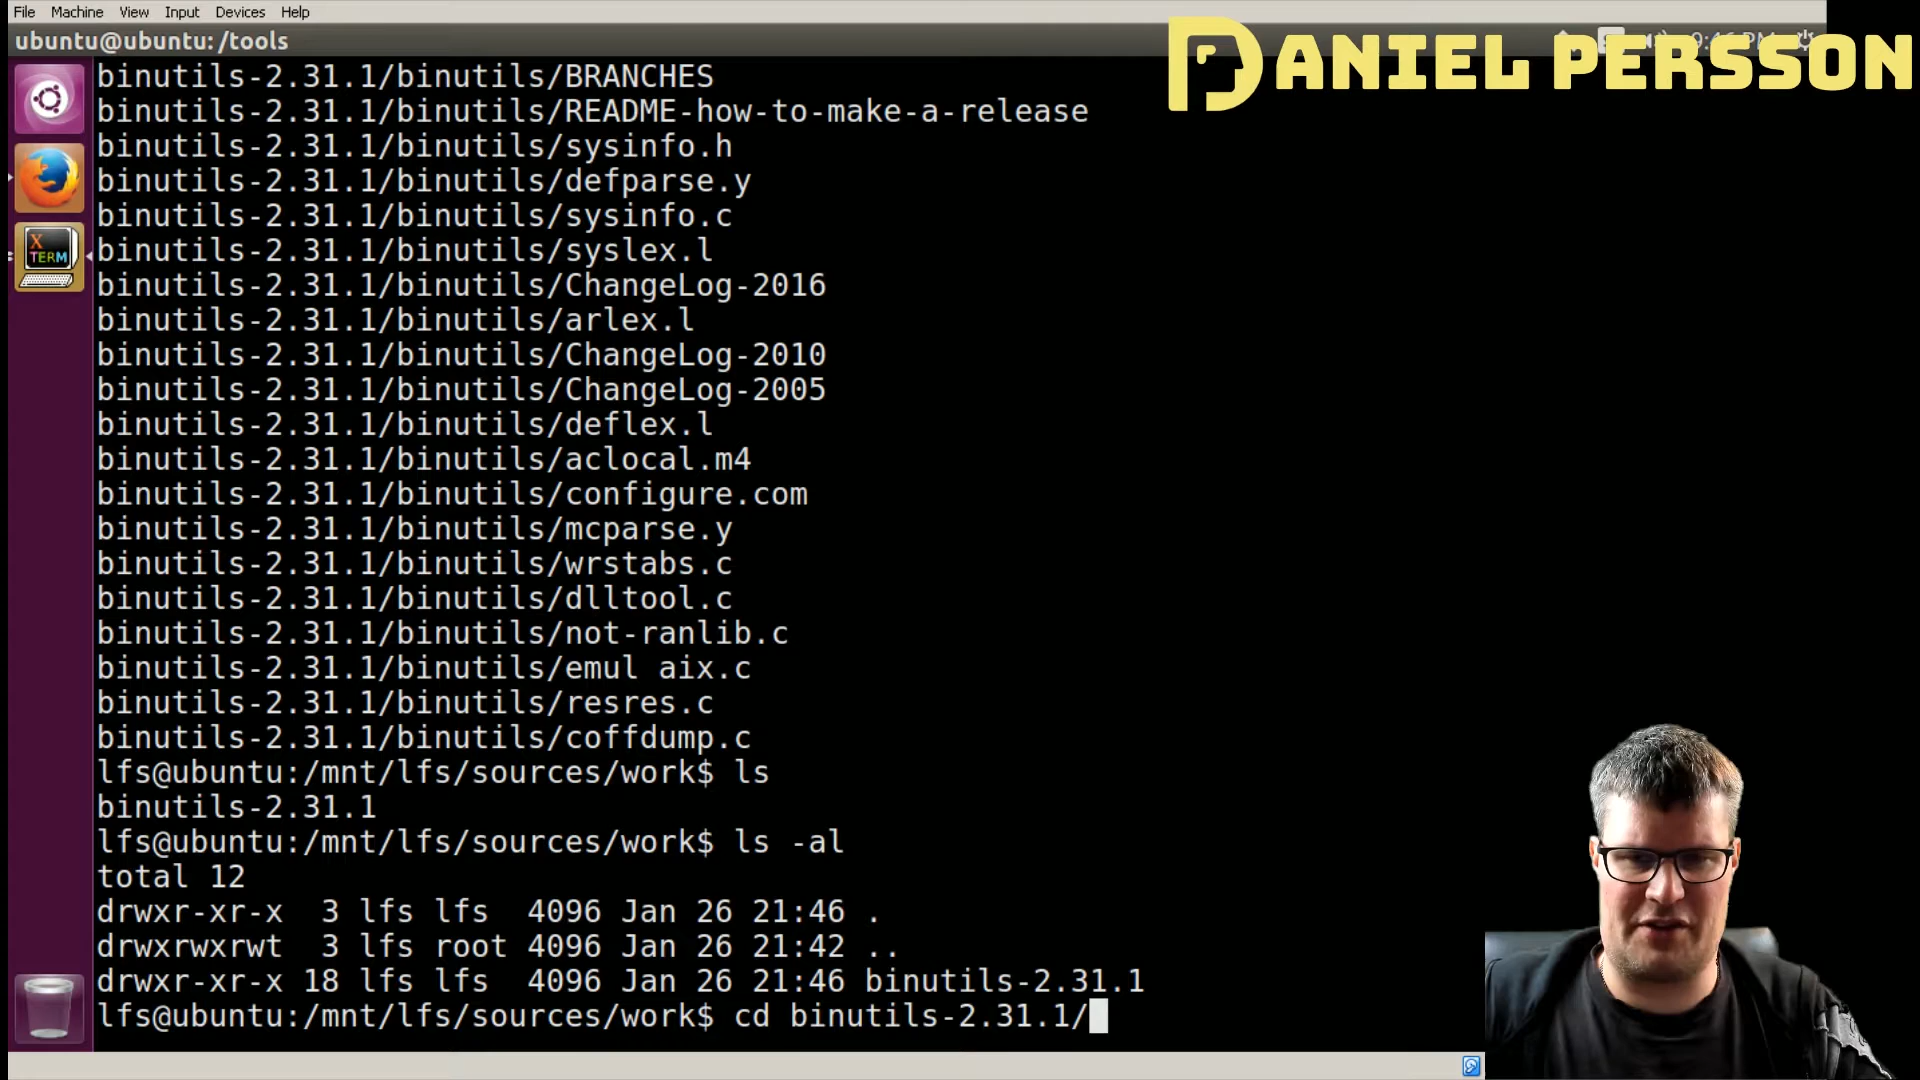 File Machine View Input Devices Help
ubuntu@ubuntu: /tools
DANIEL PERSSON
binutils-2.31.1/binutils/BRANCHES
binutils-2.31.1/binutils/README-how-to-make-a-release
binutils-2.31.1/binutils/sysinfo.h
binutils-2.31.1/binutils/defparse.y
binutils-2.31.1/binutils/sysinfo.c
binutils-2.31.1/binutils/syslex.l
X
TERM
binutils-2.31.1/binutils/ChangeLog-2016
binutils-2.31.1/binutils/arlex.l
binutils-2.31.1/binutils/ChangeLog-2010
binutils-2.31.1/binutils/ChangeLog-2005
binutils-2.31.1/binutils/deflex.l
binutils-2.31.1/binutils/aclocal.m4
binutils-2.31.1/binutils/configure.com
binutils-2.31.1/binutils/mcparse.y
binutils-2.31.1/binutils/wrstabs.c
binutils-2.31.1/binutils/dlltool.c
binutils-2.31.1/binutils/not-ranlib.c
binutils-2.31.1/binutils/emul aix.c
binutils-2.31.1/binutils/resres.c
binutils-2.31.1/binutils/coffdump.c
lfs@ubuntu:/mnt/lfs/sources/work$ ls
binutils-2.31.1
lfs@ubuntu:/mnt/lfs/sources/work$ ls -al
total 12
drwxr-xr-x  3 lfs lfs  4096 Jan 26 21:46 .
drwxrwxrwt  3 lfs root 4096 Jan 26 21:42 ..
drwxr-xr-x 18 lfs lfs  4096 Jan 26 21:46 binutils-2.31.1
lfs@ubuntu:/mnt/lfs/sources/work$ cd binutils-2.31.1/